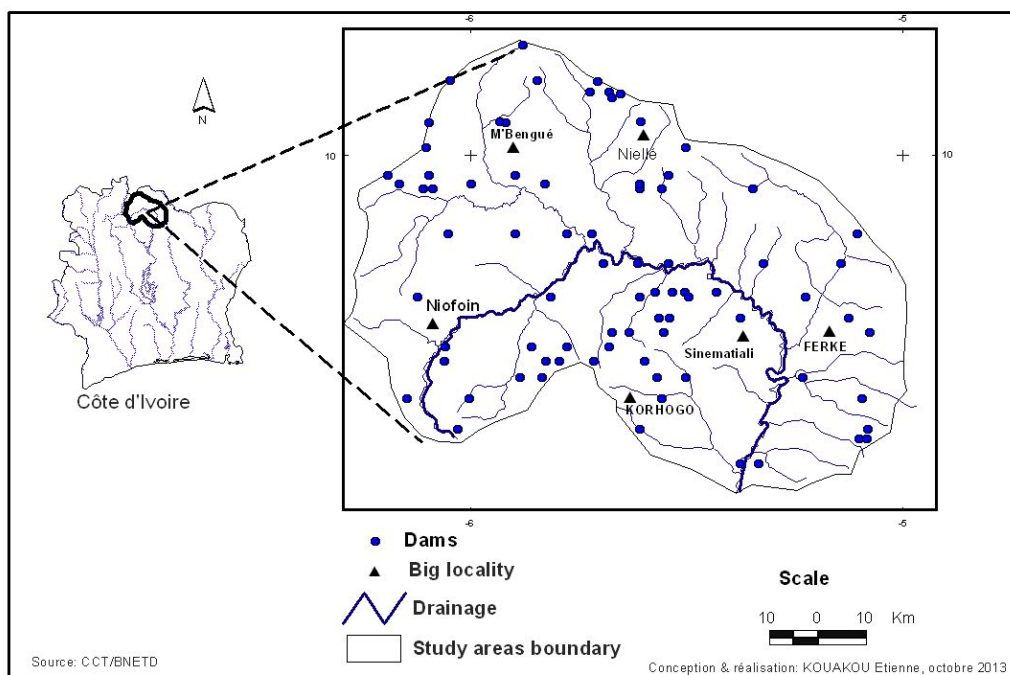 -6
-5
N
M'Bengué
Niellé
10
10
Niofoin
Sinematiali
FERKE
KORHOGO
Côte d'Ivoire
-6
-5
Dams
Big locality
Drainage
Study areas boundary
Scale
10 0 10 Km
Source: CCT/BNETD
Conception & réalisation: KOUAKOU Etienne, octobre 2013